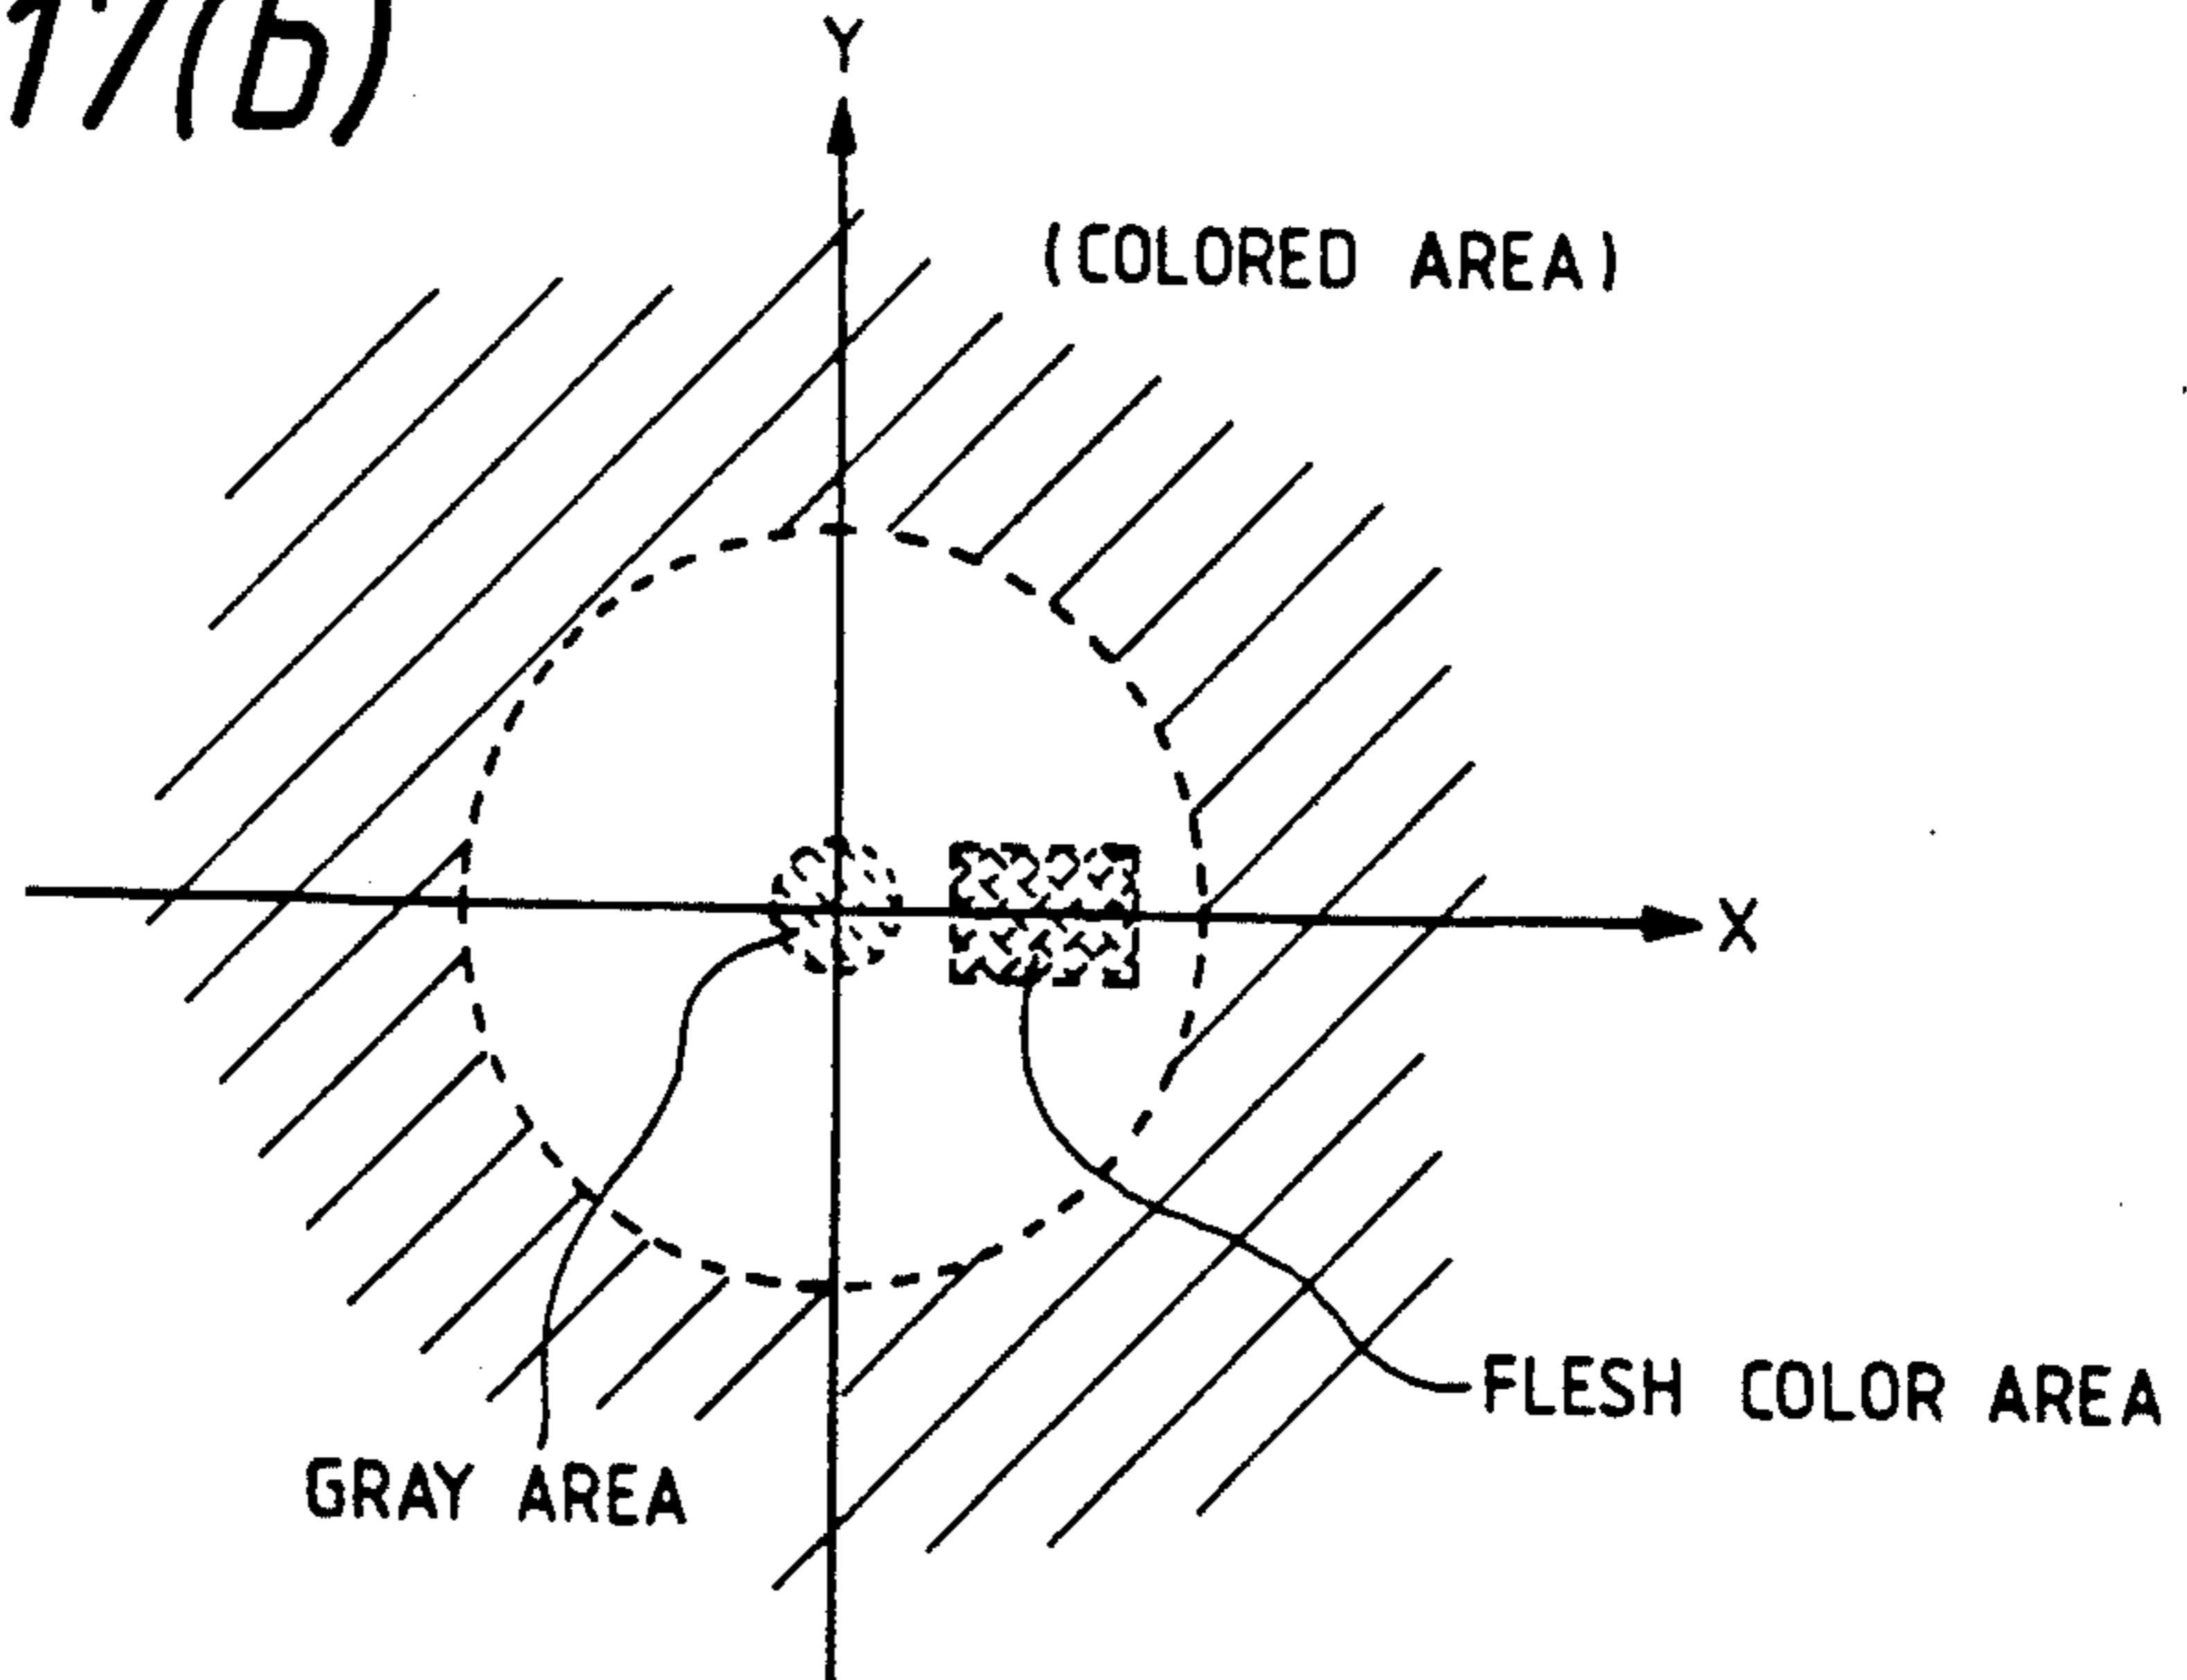 17(b)
Y
(COLORED AREA)
X
FLESH COLOR AREA
GRAY AREA